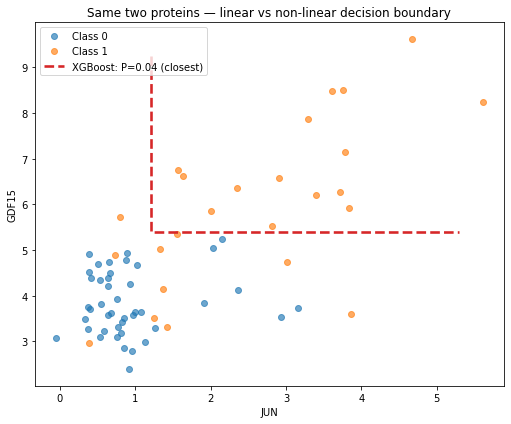 Same two proteins — linear vs non-linear decision boundary
Class 0
Class 1
XGBoost: P=0.04 (closest)
GDF15
9
8
7
6
5
4
3
0 1 2 3 4 5
JUN